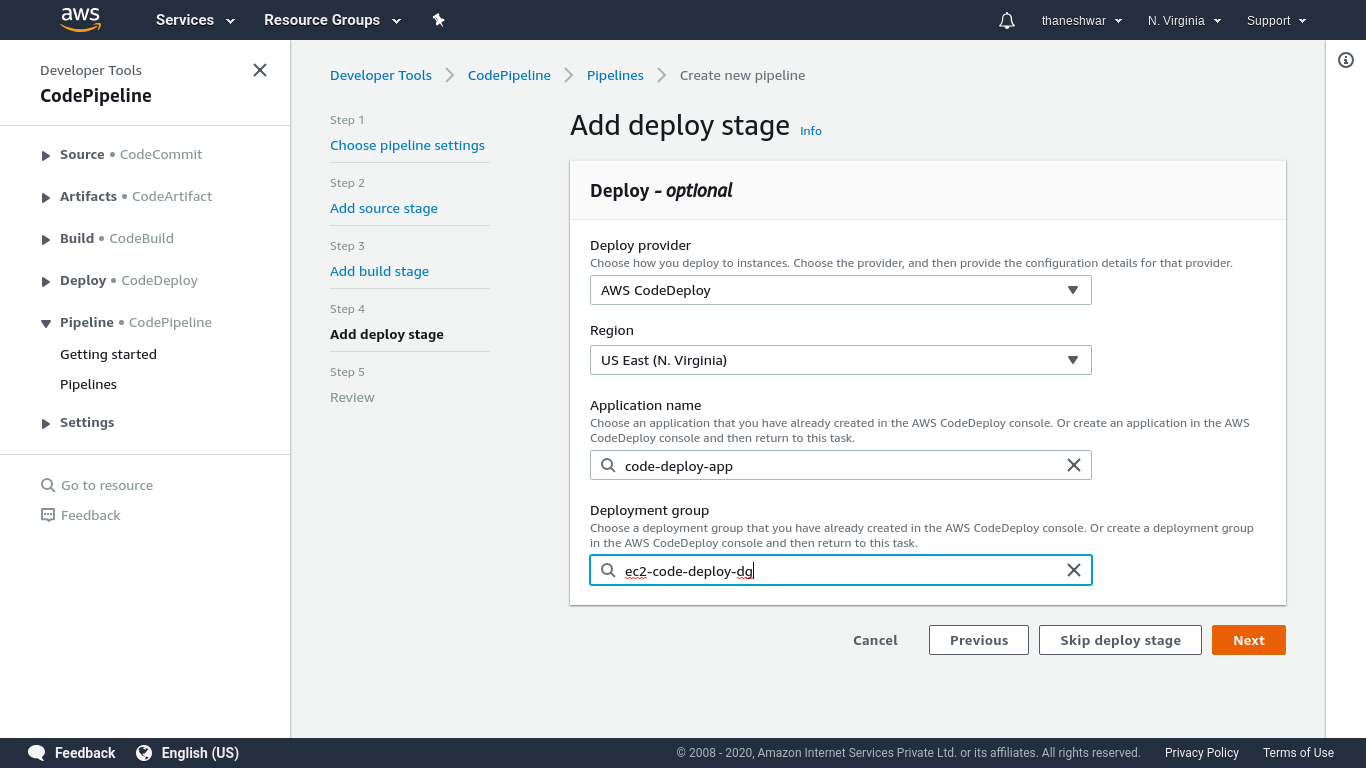 aws Services Resource Groups thaneshwar N. Virginia Support
Developer Tools
CodePipeline
Source • CodeCommit
Artifacts • CodeArtifact
Build • CodeBuild
Deploy • CodeDeploy
Pipeline • CodePipeline
Getting started
Pipelines
Settings
Go to resource
Feedback
Developer Tools CodePipeline Pipelines Create new pipeline
Step 1
Choose pipeline settings
Step 2
Add source stage
Step 3
Add build stage
Step 4
Add deploy stage
Step 5
Review
Add deploy stage Info
Deploy - optional
Deploy provider
Choose how you deploy to instances. Choose the provider, and then provide the configuration details for that provider.
AWS CodeDeploy
Region
US East (N. Virginia)
Application name
Choose an application that you have already created in the AWS CodeDeploy console. Or create an application in the AWS
CodeDeploy console and then return to this task.
code-deploy-app
Deployment group
Choose a deployment group that you have already created in the AWS CodeDeploy console. Or create a deployment group
in the AWS CodeDeploy console and then return to this task.
ec2-code-deploy-dg
Cancel Previous Skip deploy stage Next
Feedback English (US) © 2008 - 2020, Amazon Internet Services Private Ltd. or its affiliates. All rights reserved. Privacy Policy Terms of Use